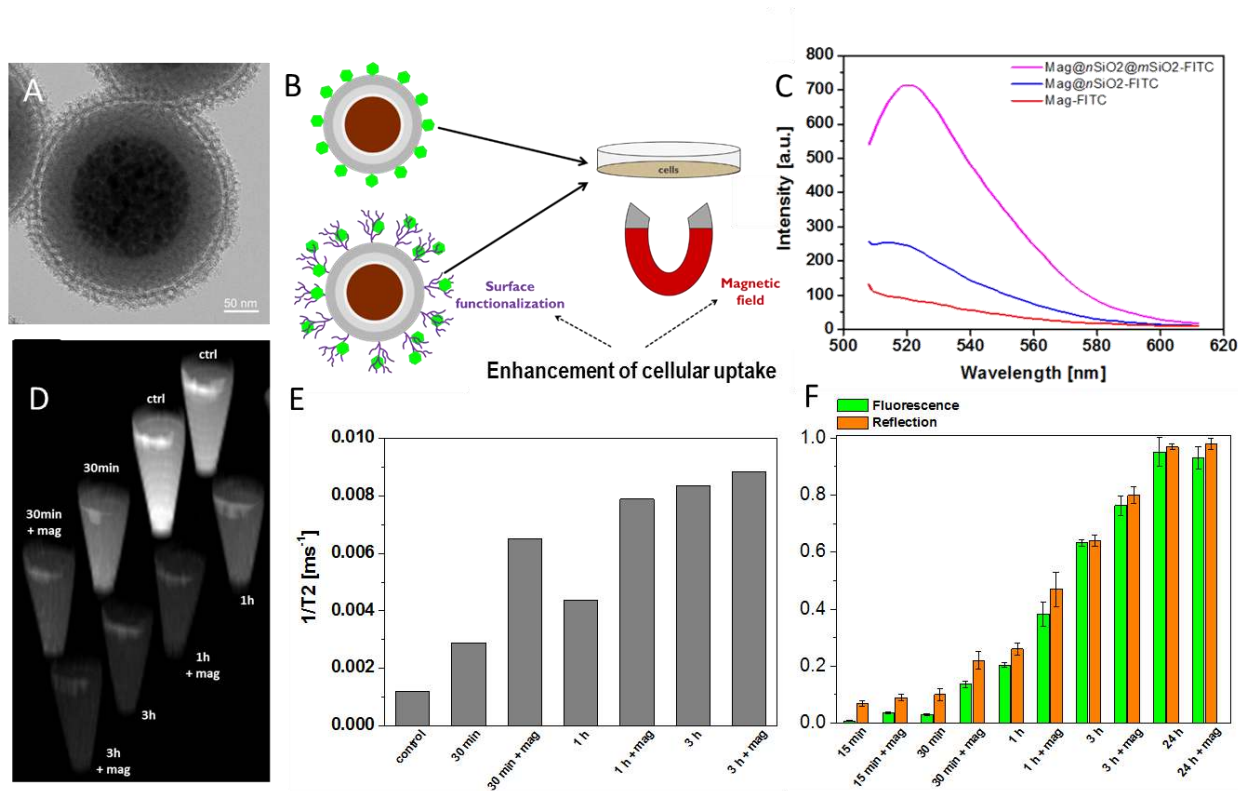 A
50 nm
B
cells
Surface
functionalization
Magnetic
field
Enhancement of cellular uptake
C
800
700
600
500
400
300
200
100
0
Intensity [a.u.]
Mag@nSiO2@mSiO2-FITC
Mag@nSiO2-FITC
Mag-FITC
500 520 540 560 580 600 620
Wavelength [nm]
D
ctrl
ctrl
30min
30min
+ mag
1h
1h
+ mag
3h
3h
+ mag
E
0.010
0.008
0.006
0.004
0.002
0.000
1/T2 [ms-1]
control 30 min 30 min + mag 1 h 1 h + mag 3 h 3 h + mag
F
Fluorescence
Reflection
1.0
0.8
0.6
0.4
0.2
0.0
15 min 15 min + mag 30 min 30 min + mag 1 h 1 h + mag 3 h 3 h + mag 24 h 24 h + mag